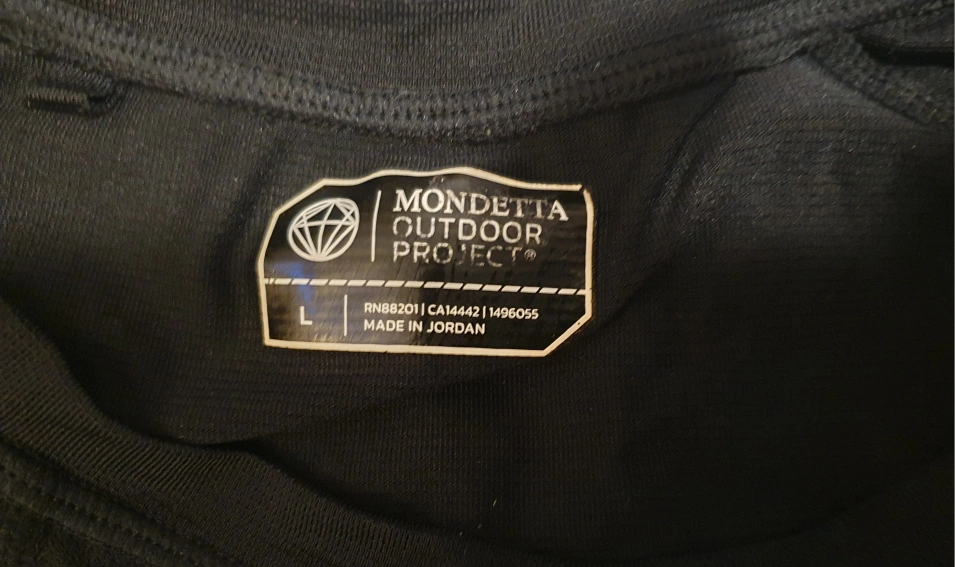 MONDETTA
OUTDOOR
PROJECT®
L
RN88201 | CA14442 | 1496055
MADE IN JORDAN